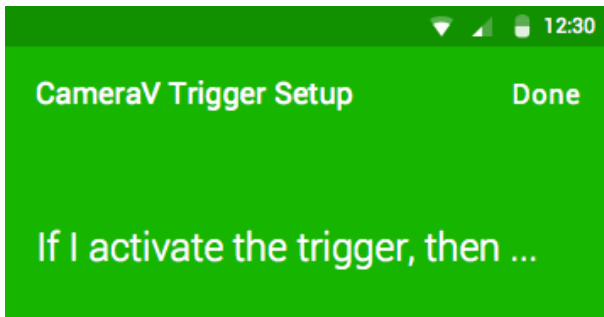 12:30
CameraV Trigger Setup Done
If I activate the trigger, then ...